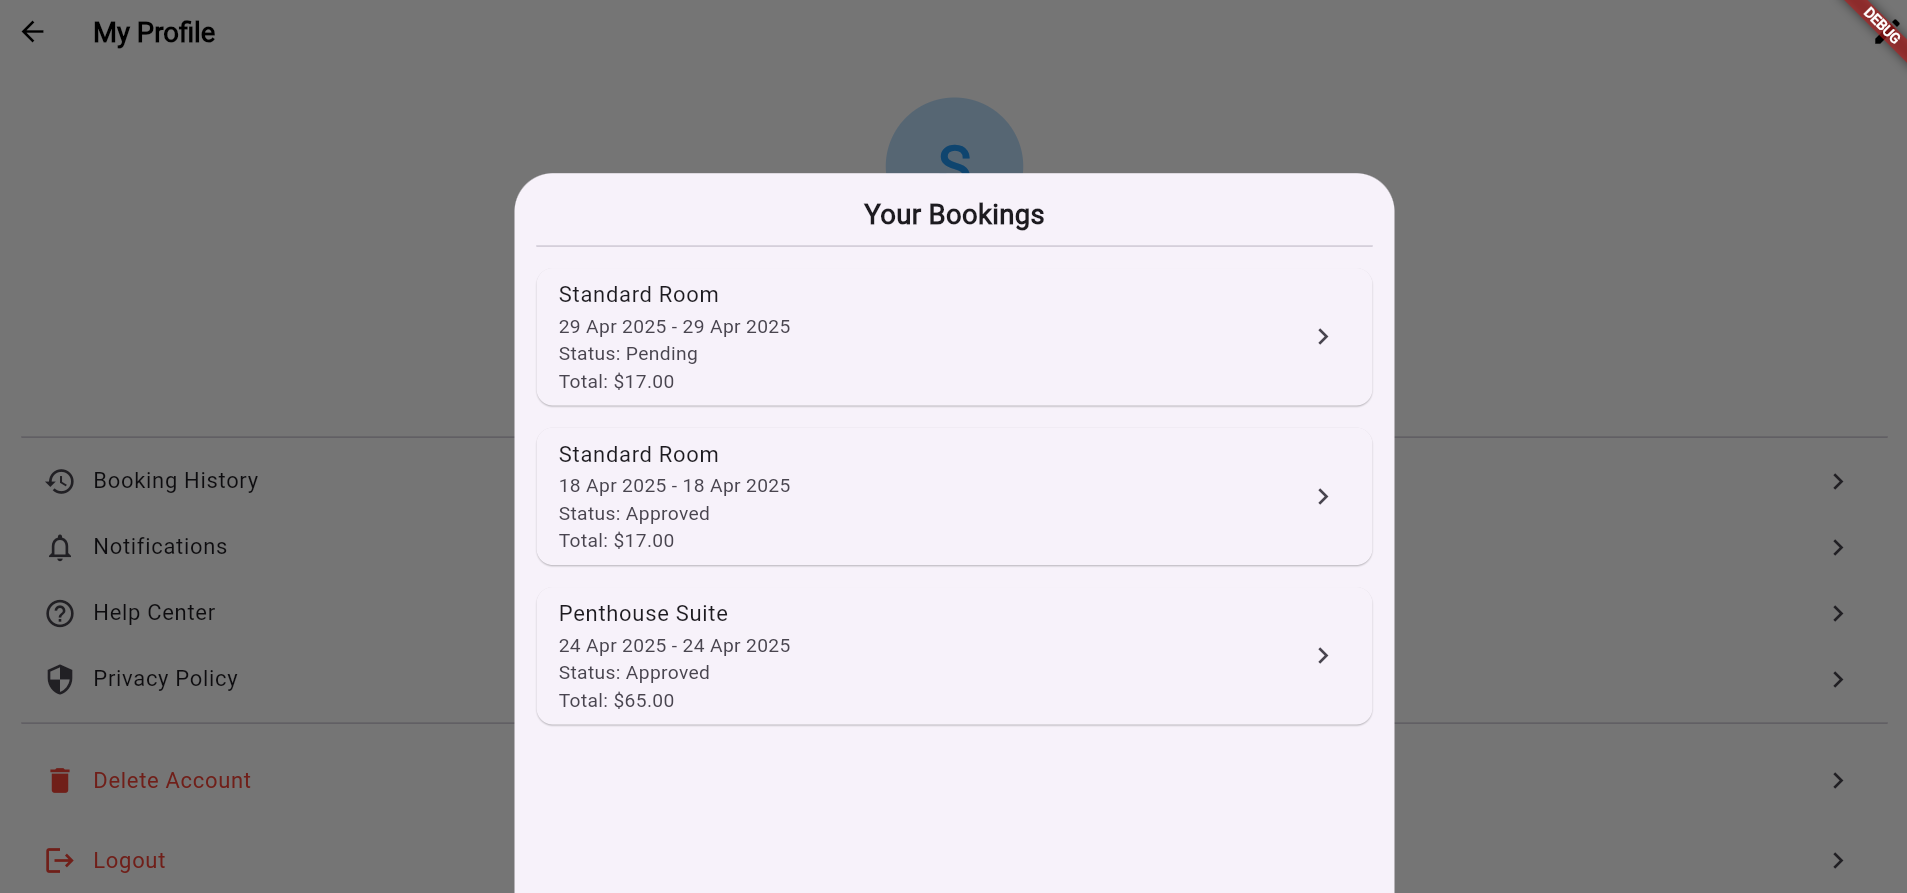 My Profile
DEBUG
S
Your Bookings
Standard Room
29 Apr 2025 - 29 Apr 2025
Status: Pending
Total: $17.00
Standard Room
18 Apr 2025 - 18 Apr 2025
Status: Approved
Total: $17.00
Penthouse Suite
24 Apr 2025 - 24 Apr 2025
Status: Approved
Total: $65.00
Booking History
Notifications
Help Center
Privacy Policy
Delete Account
Logout